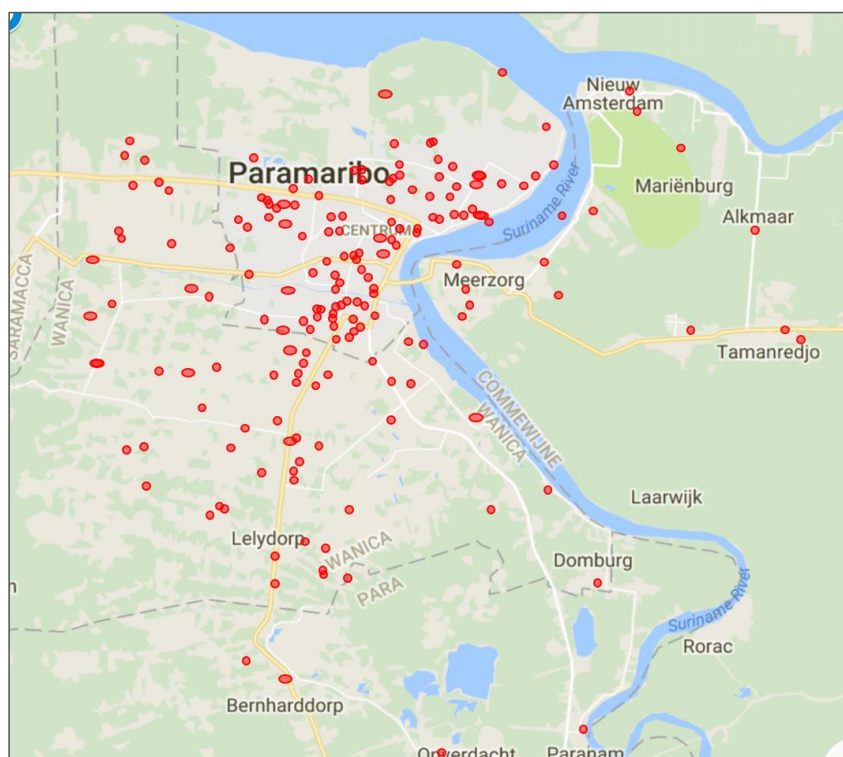 Nieuw
Amsterdam
Paramaribo
Mariënburg
Suriname River
Alkmaar
CENTRUM
SARAMACCA
WANICA
Meerzorg
Tamanredjo
COMMEWIJNE
WANICA
Laarwijk
Lelydorp
WANICA
PARA
Domburg
n
Suriname River
Rorac
Bernharddorp
Onverdacht
Paranam